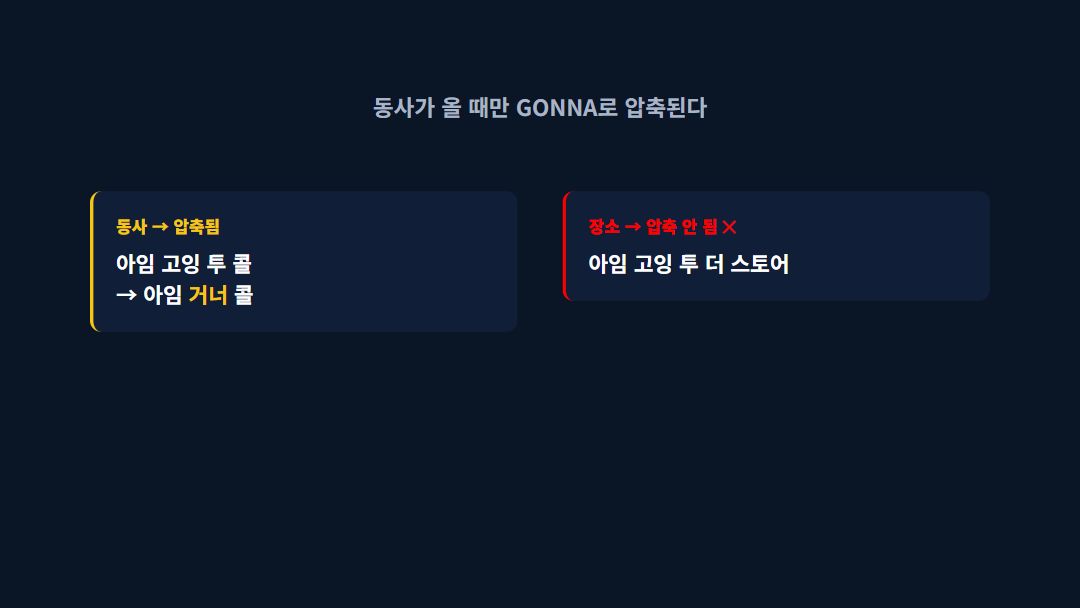 동사가 올 때만 GONNA로 압축된다
동사 → 압축됨
아임 고잉 투 콜
→ 아임 거너 콜
장소 → 압축 안 됨 ✕
아임 고잉 투 더 스토어